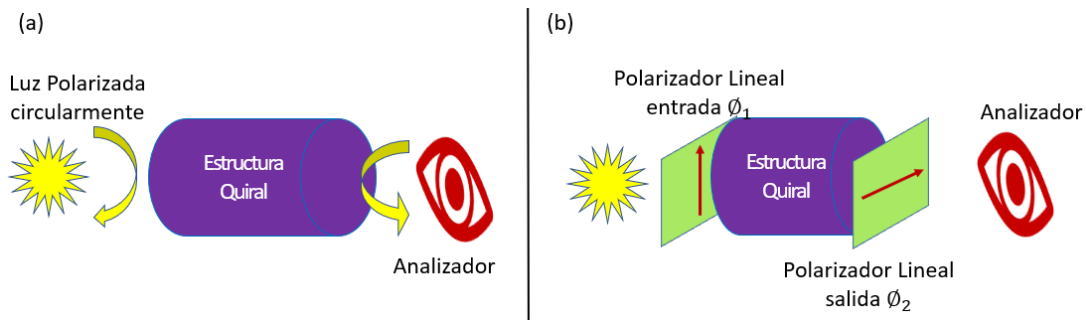 (a)
Luz Polarizada
circularmente
Estructura
Quiral
Analizador
(b)
Polarizador Lineal
entrada Ø₁
Analizador
Estructura
Quiral
Polarizador Lineal
salida Ø₂